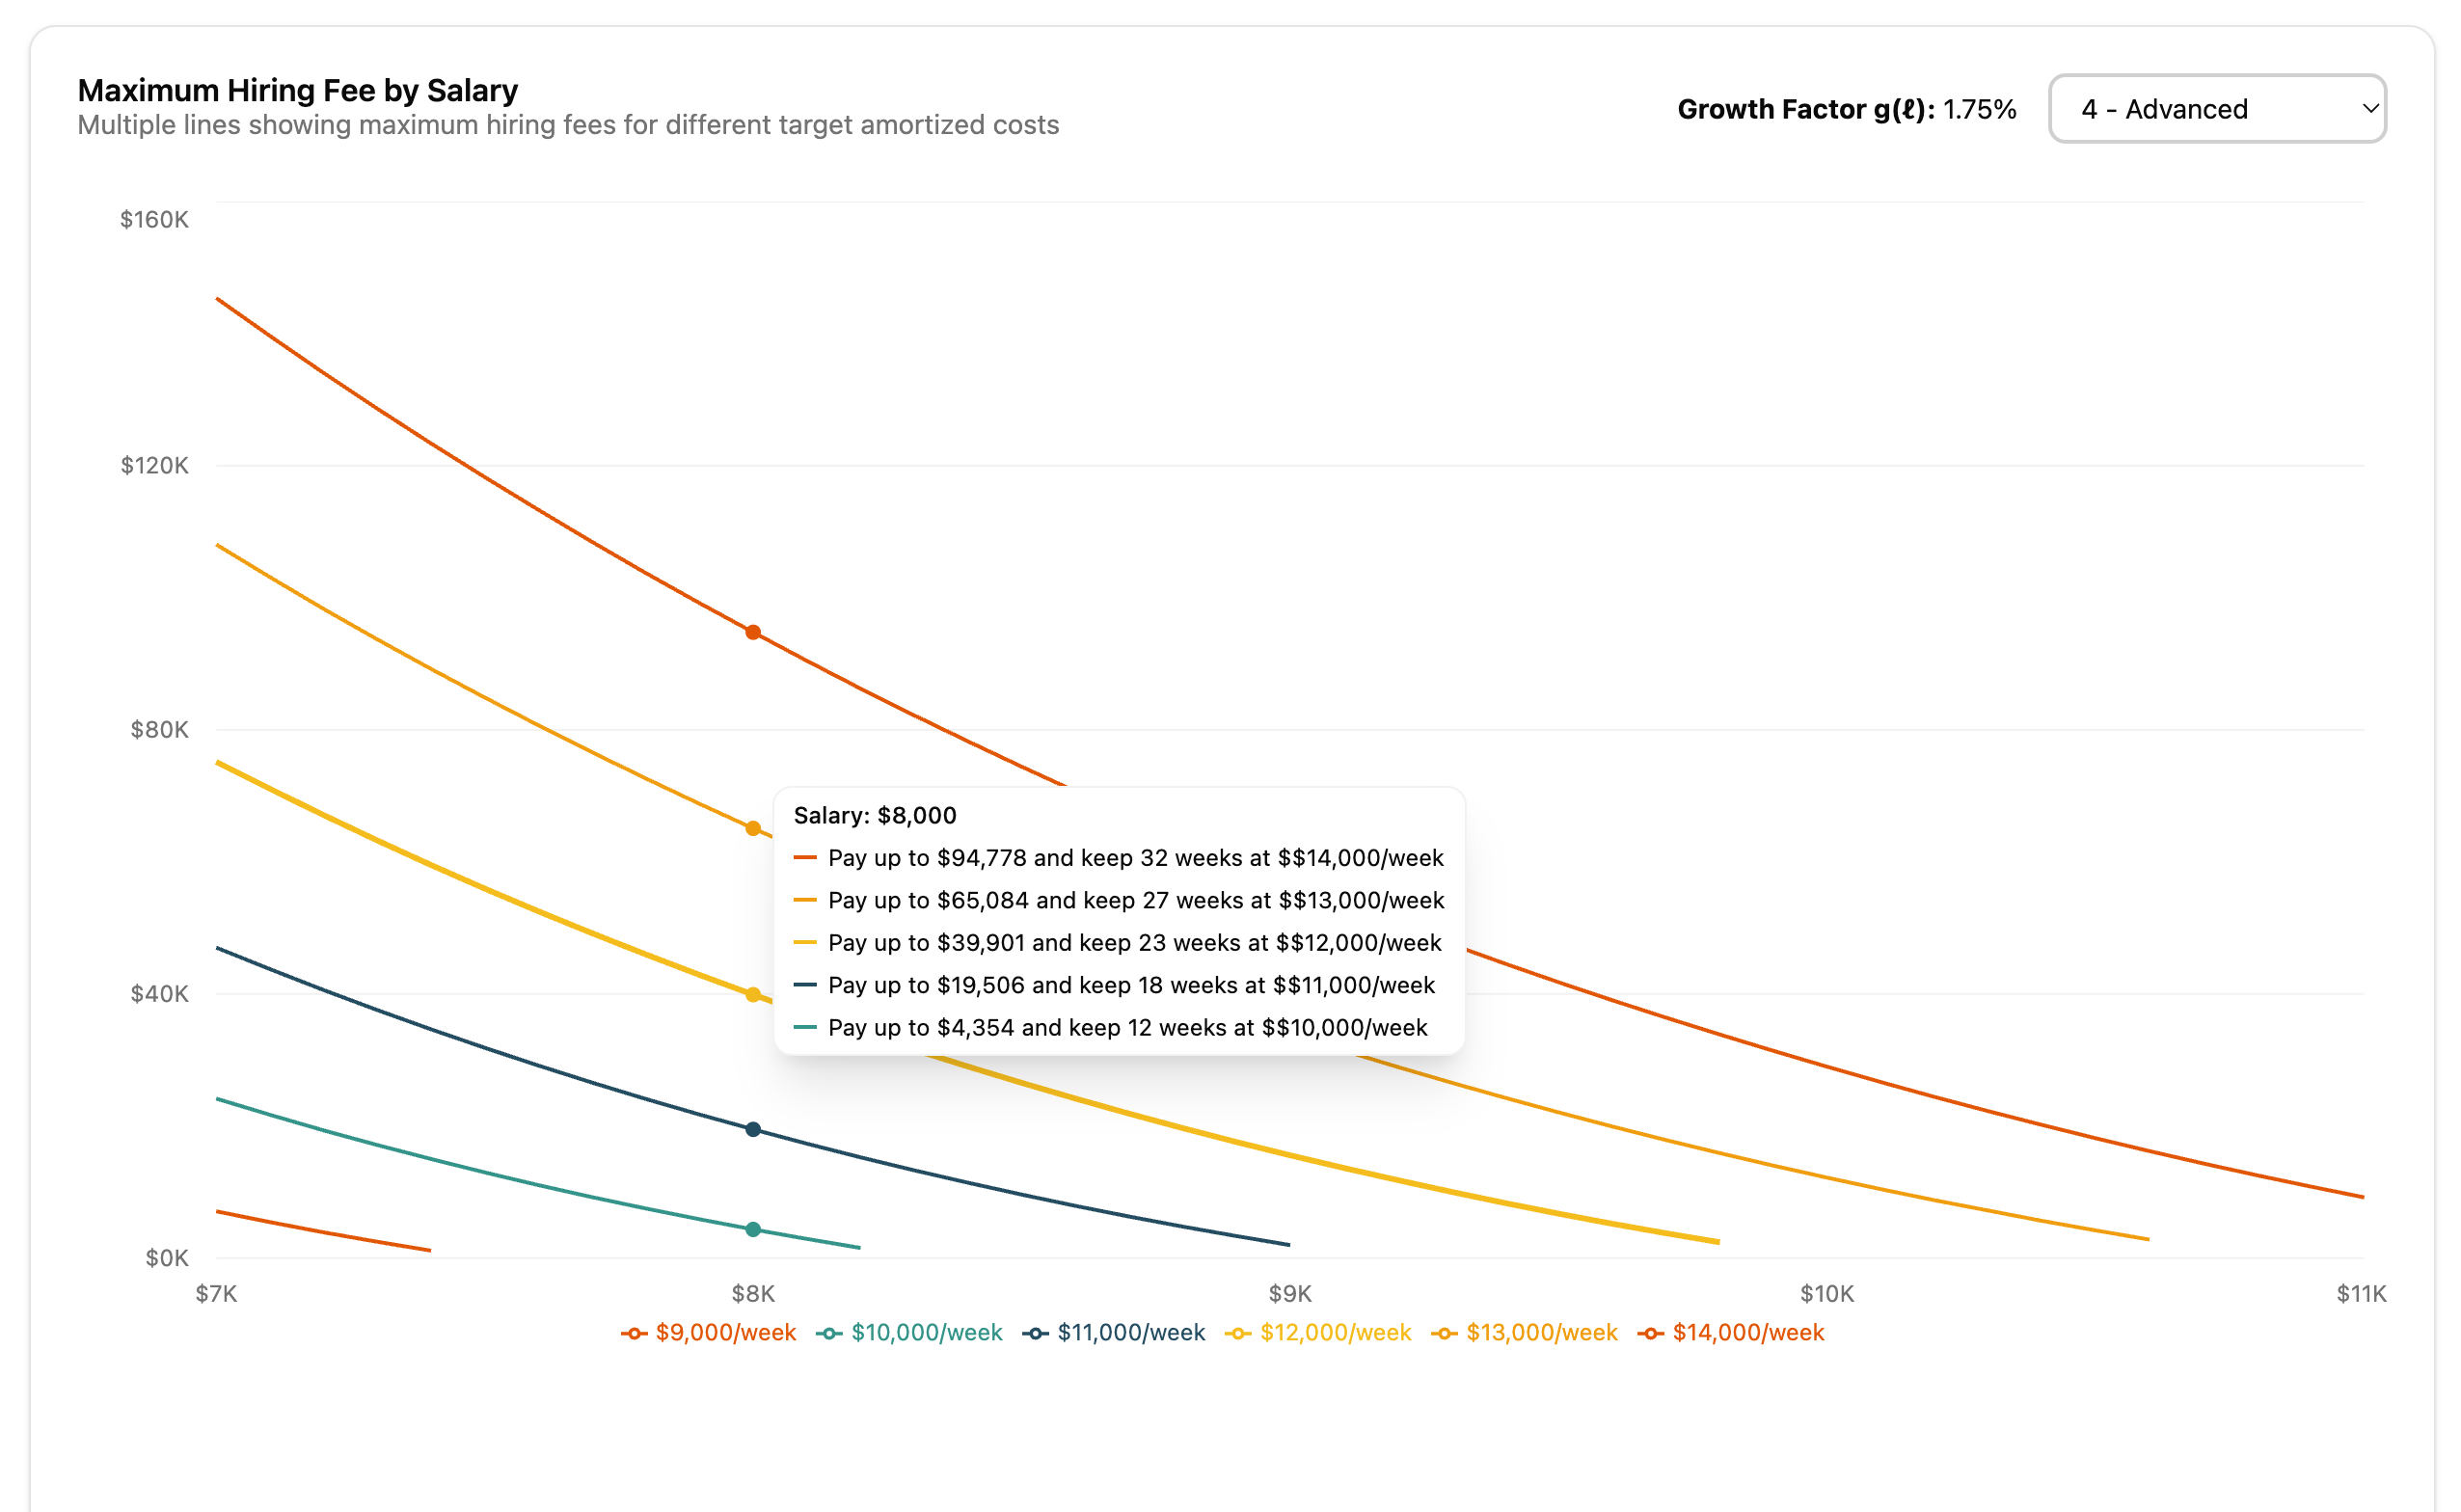 Maximum Hiring Fee by Salary
Multiple lines showing maximum hiring fees for different target amortized costs
Growth Factor g(ℓ): 1.75%
4 - Advanced
$160K
$120K
$80K
$40K
$0K
Salary: $8,000
Pay up to $94,778 and keep 32 weeks at $$14,000/week
Pay up to $65,084 and keep 27 weeks at $$13,000/week
Pay up to $39,901 and keep 23 weeks at $$12,000/week
Pay up to $19,506 and keep 18 weeks at $$11,000/week
Pay up to $4,354 and keep 12 weeks at $$10,000/week
$7K $8K $9K $10K $11K
$9,000/week $10,000/week $11,000/week $12,000/week $13,000/week $14,000/week